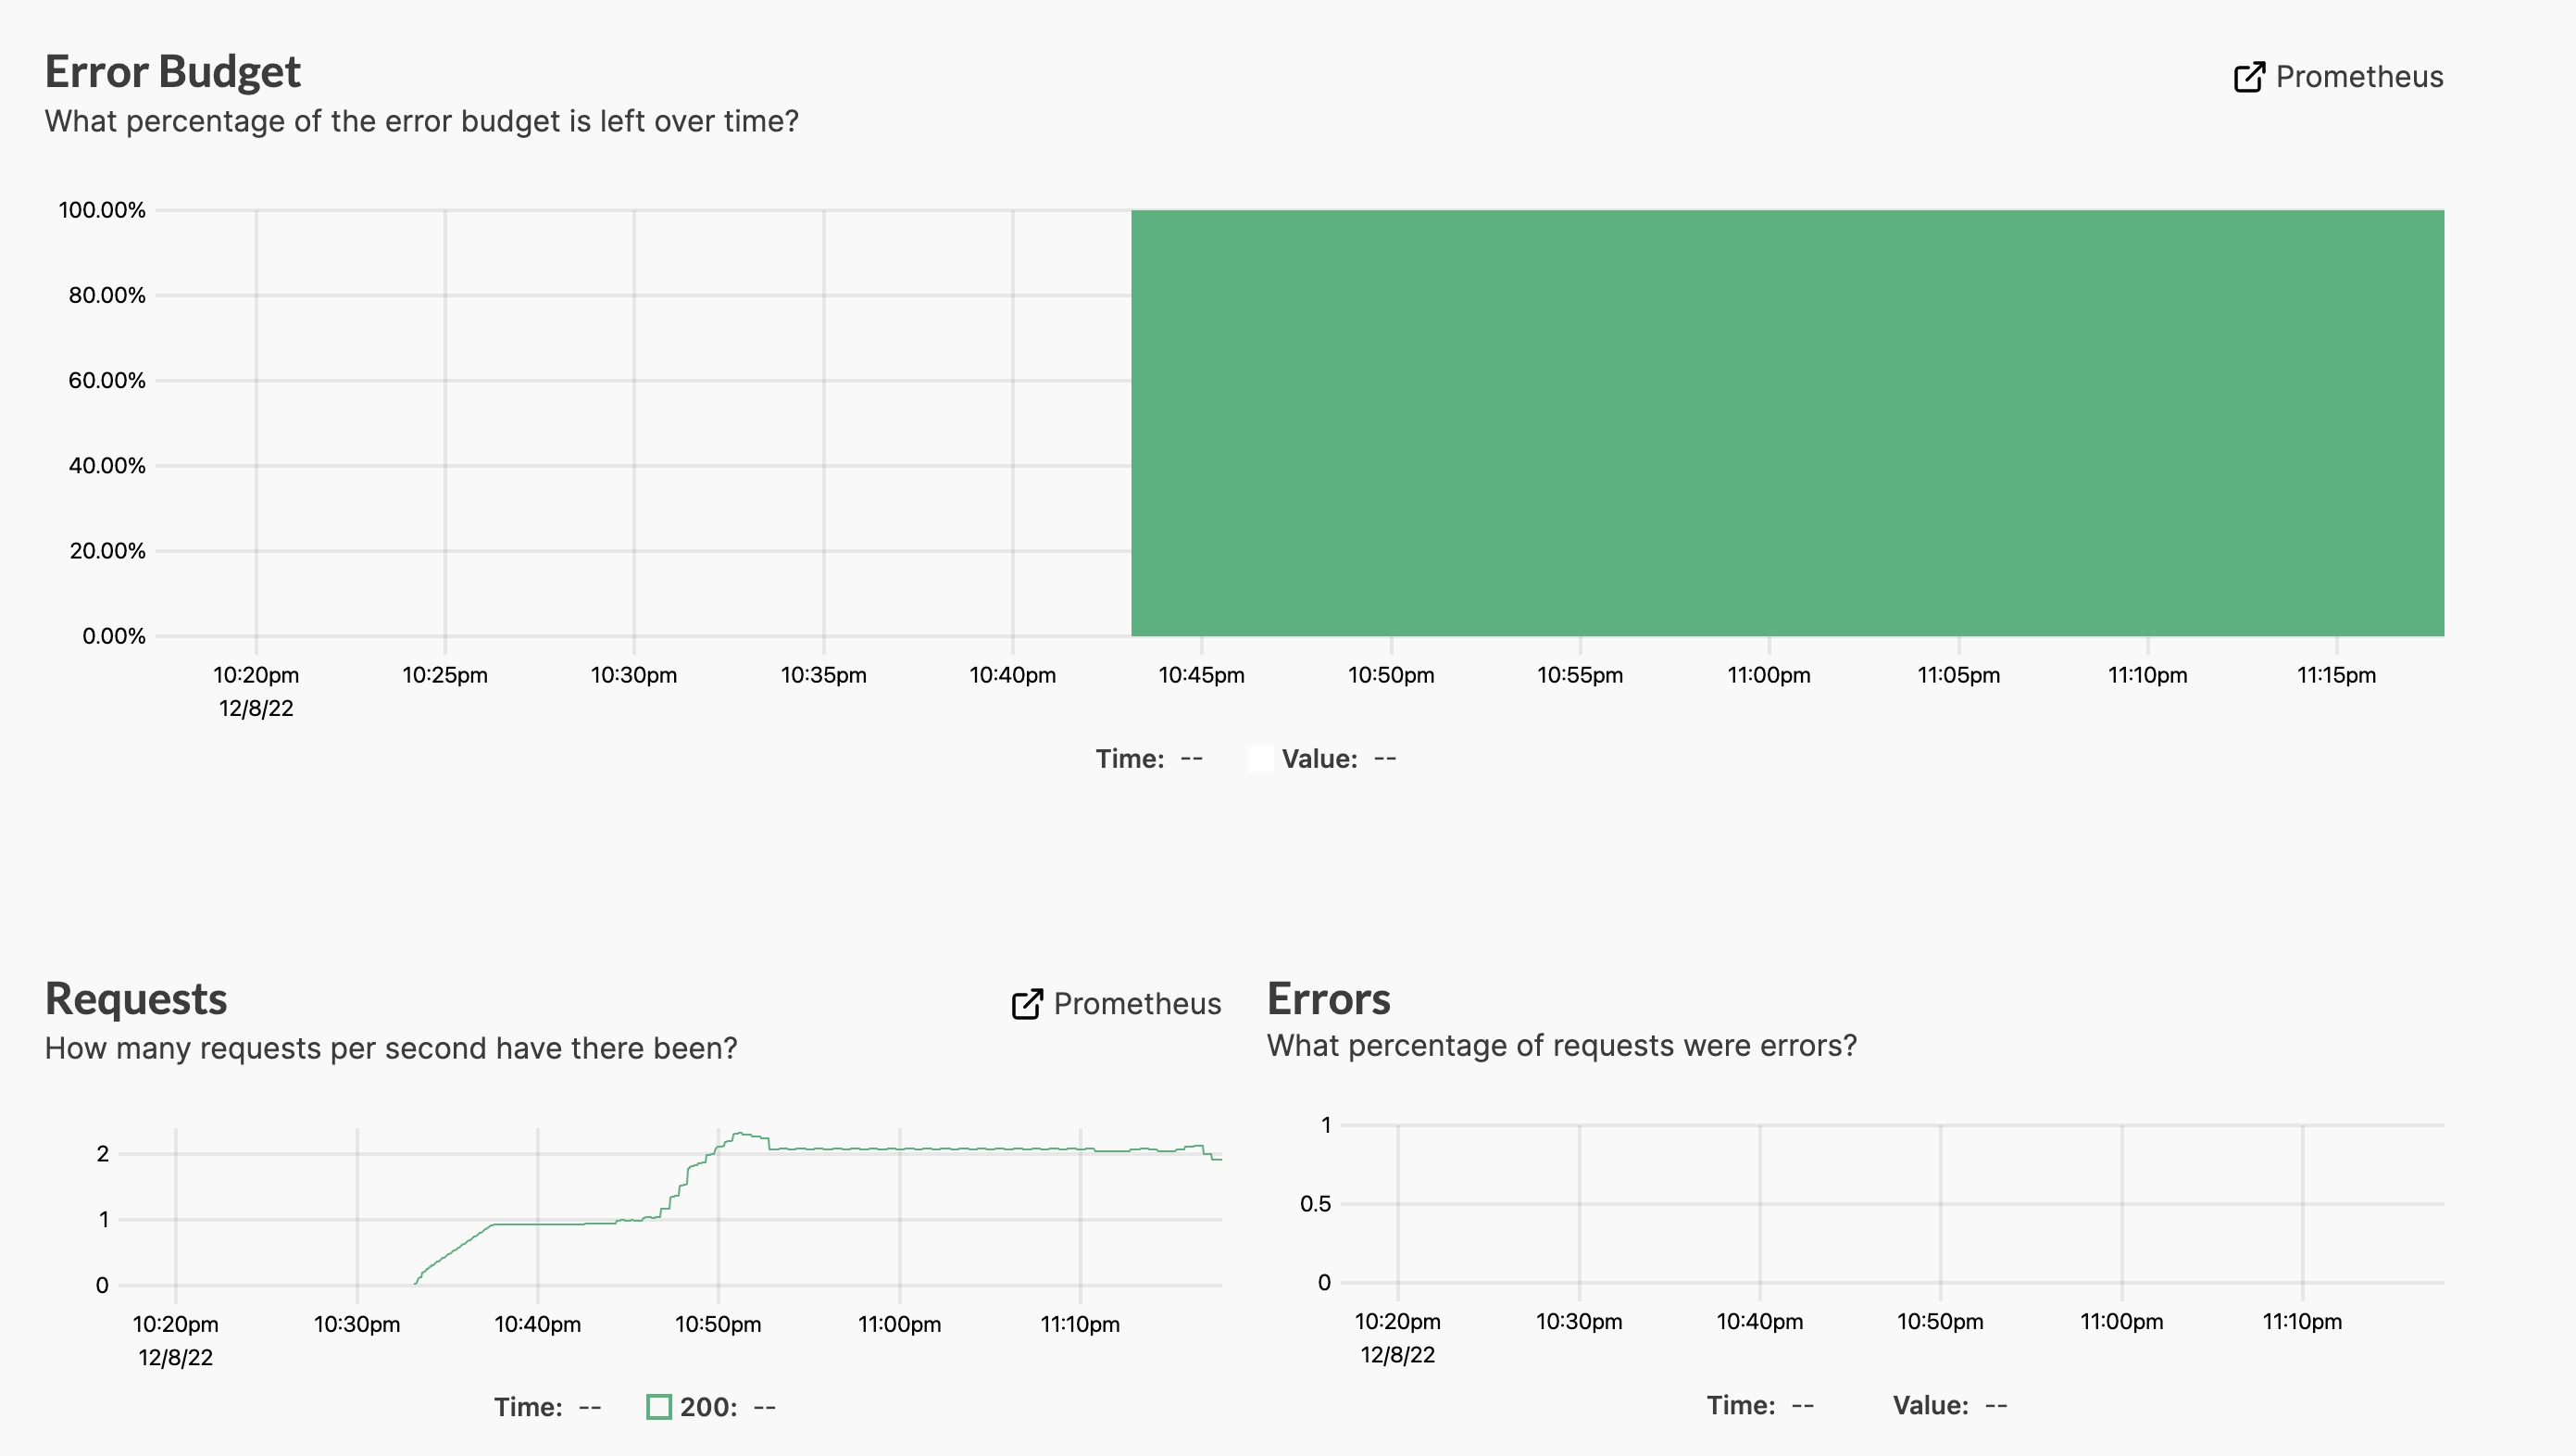 Error Budget
Prometheus
What percentage of the error budget is left over time?
100.00%
80.00%
60.00%
40.00%
20.00%
0.00%
10:20pm 10:25pm 10:30pm 10:35pm 10:40pm 10:45pm 10:50pm 10:55pm 11:00pm 11:05pm 11:10pm 11:15pm
12/8/22
Time: -- Value: --
Requests
Prometheus
How many requests per second have there been?
2
1
0
10:20pm 10:30pm 10:40pm 10:50pm 11:00pm 11:10pm
12/8/22
Time: -- 200: --
Errors
What percentage of requests were errors?
1
0.5
0
10:20pm 10:30pm 10:40pm 10:50pm 11:00pm 11:10pm
12/8/22
Time: -- Value: --